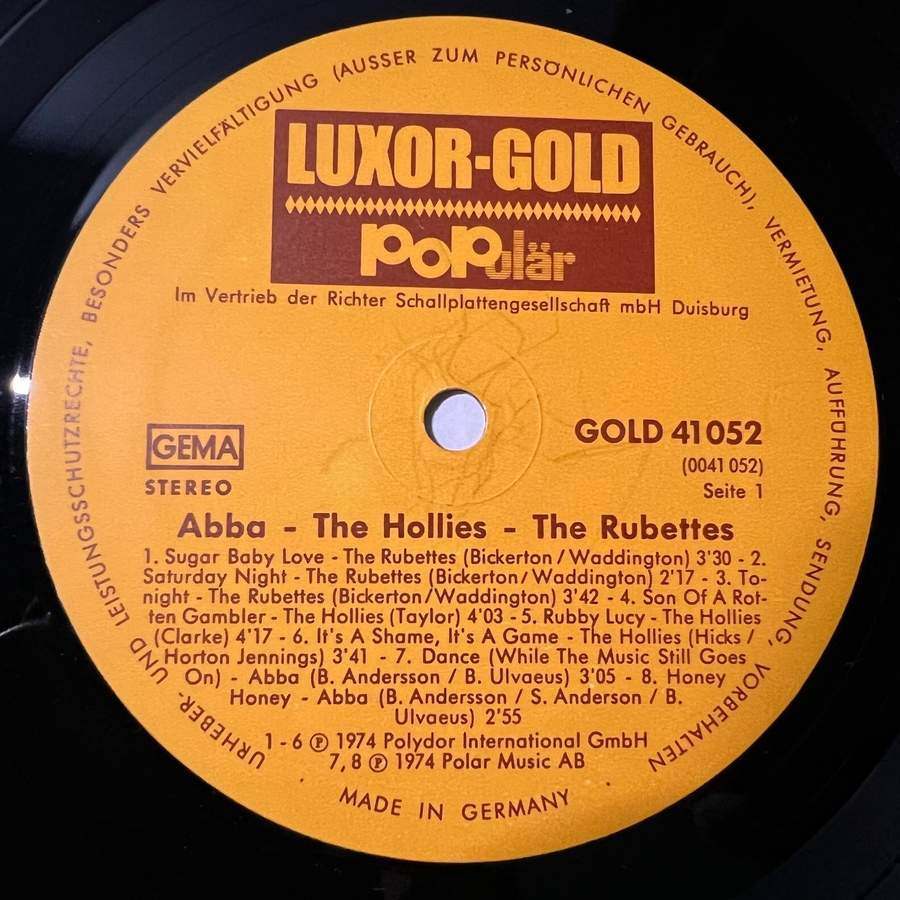 URHEBER- UND LEISTUNGSSCHUTZRECHTE, BESONDERS VERVIELFÄLTIGUNG (AUSSER ZUM PERSÖNLICHEN GEBRAUCH), VERMIETUNG, AUFFÜHRUNG, SENDUNG, VORBEHALTEN
LUXOR-GOLD
POPulär
Im Vertrieb der Richter Schallplattengesellschaft mbH Duisburg
GEMA
STEREO
GOLD 41 052
(0041 052)
Seite 1
Abba - The Hollies - The Rubettes
1. Sugar Baby Love - The Rubettes (Bickerton / Waddington) 3'30 - 2.
Saturday Night - The Rubettes (Bickerton/Waddington) 2'17 - 3. To-
night - The Rubettes (Bickerton/Waddington) 3'42 - 4. Son Of A Rot-
ten Gambler - The Hollies (Taylor) 4'03 - 5. Rubby Lucy - The Hollies
(Clarke) 4'17 - 6. It's A Shame, It's A Game - The Hollies (Hicks /
Horton Jennings) 3'41 - 7. Dance (While The Music Still Goes
On) - Abba (B. Andersson / B. Ulvaeus) 3'05 - 8. Honey
Honey - Abba (B. Andersson / S. Anderson / B.
Ulvaeus) 2'55
1 - 6 Ⓟ 1974 Polydor International GmbH
7, 8 Ⓟ 1974 Polar Music AB
MADE IN GERMANY